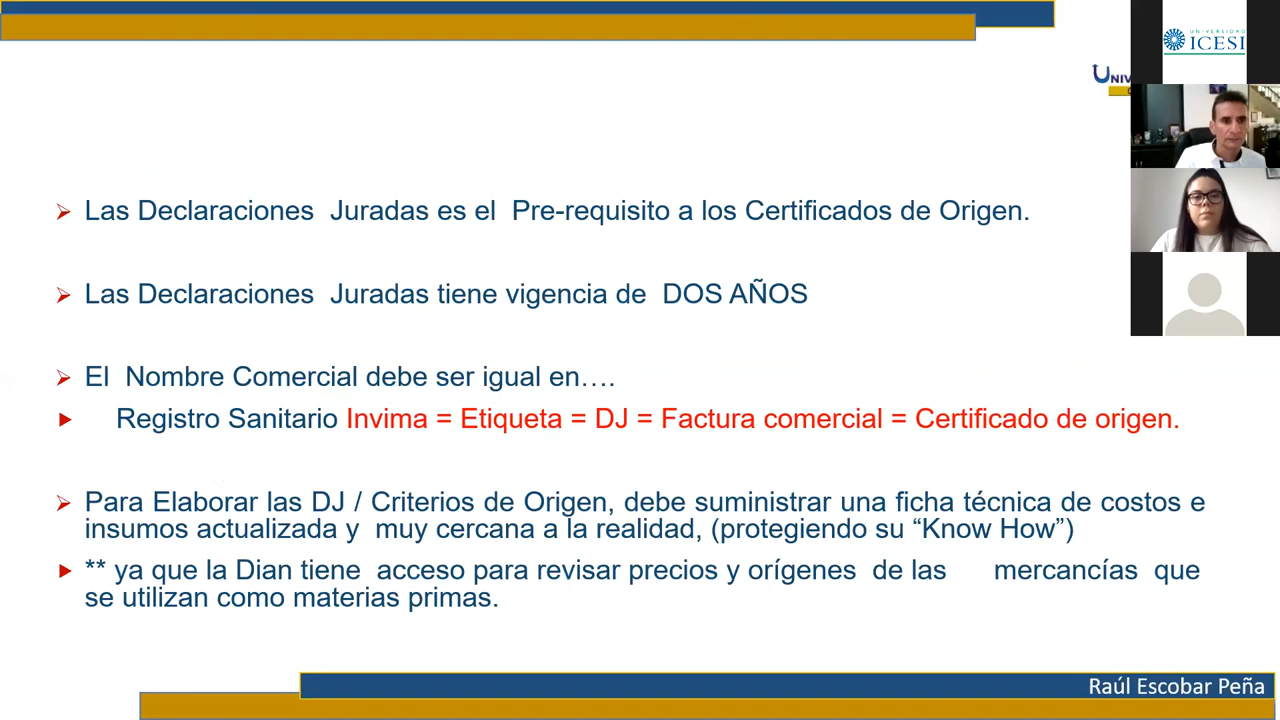 UNIVERSIDAD
ICESI
Las Declaraciones Juradas es el Pre-requisito a los Certificados de Origen.
Las Declaraciones Juradas tiene vigencia de DOS AÑOS
El Nombre Comercial debe ser igual en….
Registro Sanitario Invima = Etiqueta = DJ = Factura comercial = Certificado de origen.
Para Elaborar las DJ / Criterios de Origen, debe suministrar una ficha técnica de costos e
insumos actualizada y muy cercana a la realidad, (protegiendo su “Know How”)
** ya que la Dian tiene acceso para revisar precios y orígenes de las mercancías que
se utilizan como materias primas.
Raúl Escobar Peña